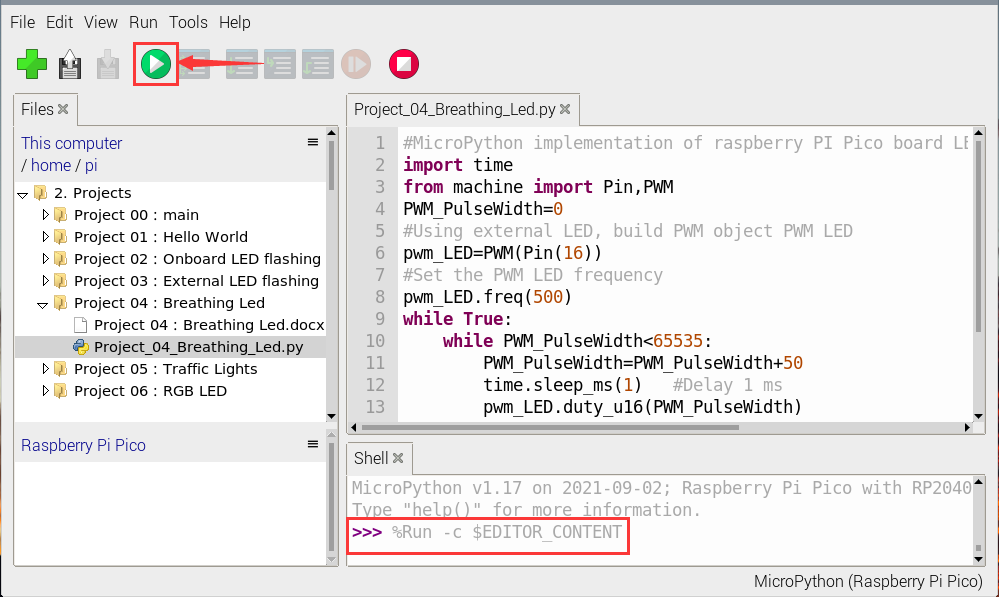 File Edit View Run Tools Help
Files
This computer
/ home / pi
2. Projects
Project 00 : main
Project 01 : Hello World
Project 02 : Onboard LED flashing
Project 03 : External LED flashing
Project 04 : Breathing Led
Project 04 : Breathing Led.docx
Project_04_Breathing_Led.py
Project 05 : Traffic Lights
Project 06 : RGB LED
Raspberry Pi Pico
Project_04_Breathing_Led.py
1 #MicroPython implementation of raspberry PI Pico board LE
2 import time
3 from machine import Pin,PWM
4 PWM_PulseWidth=0
5 #Using external LED, build PWM object PWM LED
6 pwm_LED=PWM(Pin(16))
7 #Set the PWM LED frequency
8 pwm_LED.freq(500)
9 while True:
10 while PWM_PulseWidth<65535:
11 PWM_PulseWidth=PWM_PulseWidth+50
12 time.sleep_ms(1) #Delay 1 ms
13 pwm_LED.duty_u16(PWM_PulseWidth)
Shell
MicroPython v1.17 on 2021-09-02; Raspberry Pi Pico with RP2040
Type "help()" for more information.
>>> %Run -c $EDITOR_CONTENT
MicroPython (Raspberry Pi Pico)